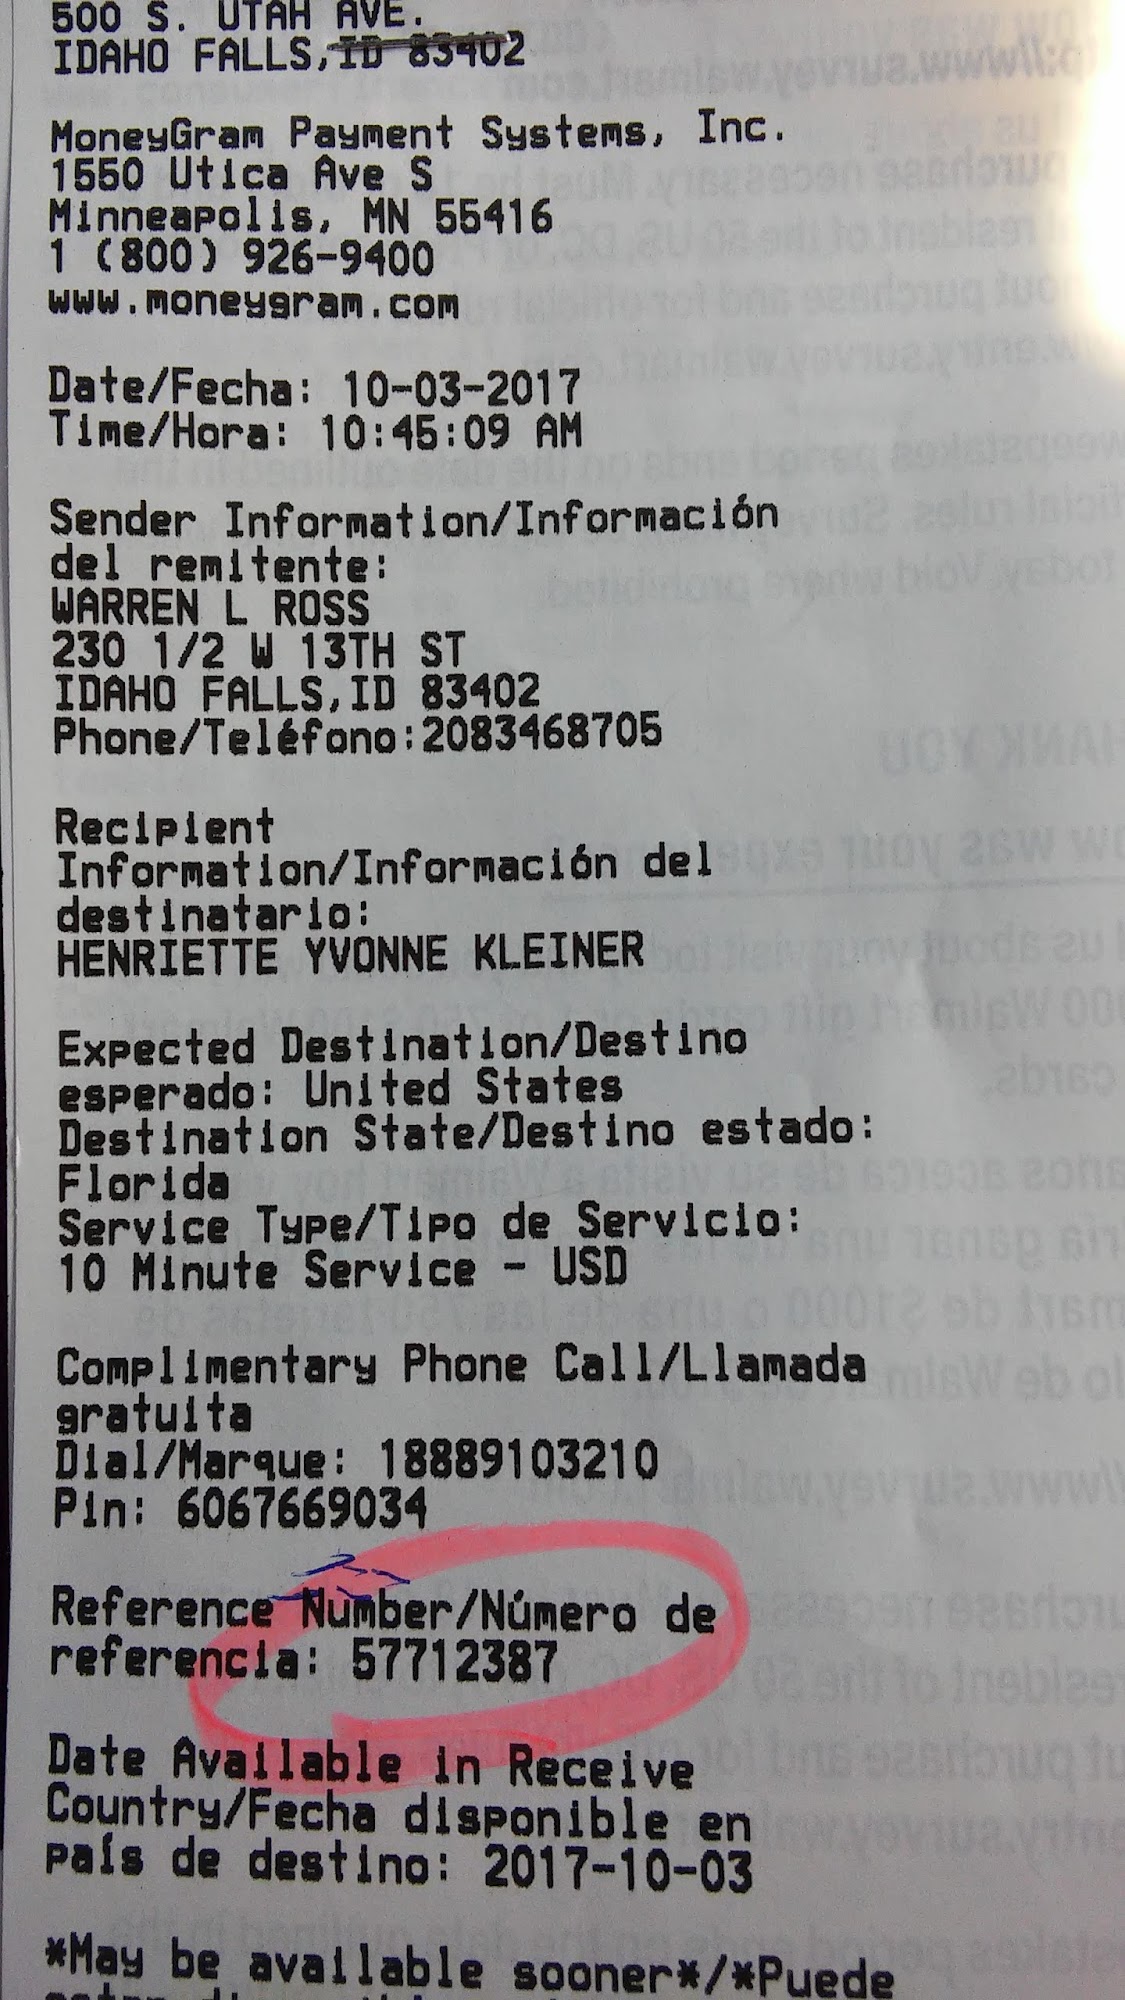 500 S. UTAH AVE.
IDAHO FALLS,ID 83402
MoneyGram Payment Systems, Inc.
1550 Utica Ave S
Minneapolis, MN 55416
1 (800) 926-9400
www.moneygram.com
Date/Fecha: 10-03-2017
Time/Hora: 10:45:09 AM
Sender Information/Información
del remitente:
WARREN L ROSS
230 1/2 W 13TH ST
IDAHO FALLS,ID 83402
Phone/Teléfono:2083468705
Recipient
Information/Información del
destinatario:
HENRIETTE YVONNE KLEINER
Expected Destination/Destino
esperado: United States
Destination State/Destino estado:
Florida
Service Type/Tipo de Servicio:
10 Minute Service - USD
Complimentary Phone Call/Llamada
gratuita
Dial/Marque: 18889103210
Pin: 6067669034
Reference Number/Número de
referencia: 57712387
Date Available in Receive
Country/Fecha disponible en
país de destino: 2017-10-03
*May be available sooner*/*Puede